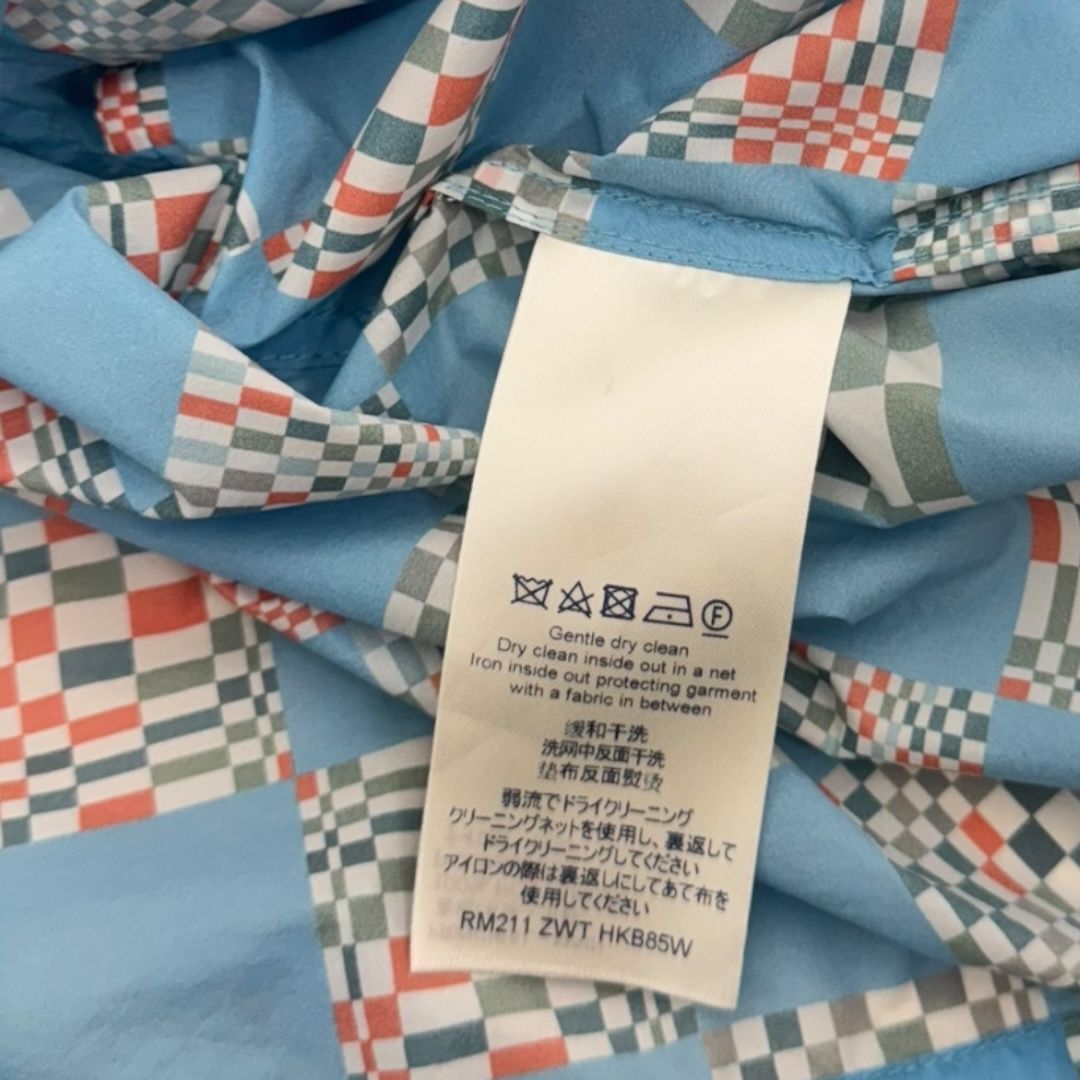 F
Gentle dry clean
Dry clean inside out in a net
Iron inside out protecting garment
with a fabric in between
缓和干洗
洗网中反面干洗
垫布反面熨烫
弱流でドライクリーニング
クリーニングネットを使用し、裏返して
ドライクリーニングしてください
アイロンの際は裏返しにしてあて布を
使用してください
RM211 ZWT HKB85W